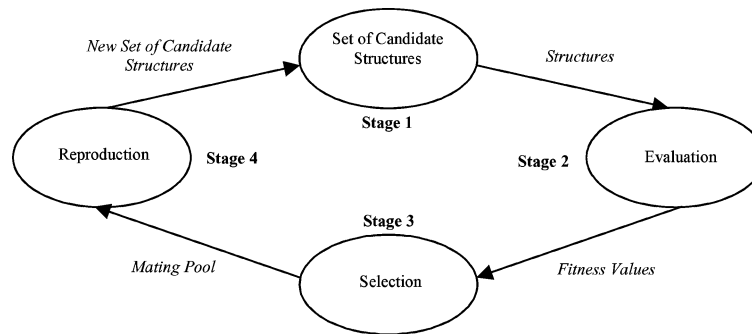 New Set of Candidate
Structures
Set of Candidate
Structures
Structures
Stage 1
Reproduction
Stage 4
Stage 2
Evaluation
Stage 3
Mating Pool
Selection
Fitness Values